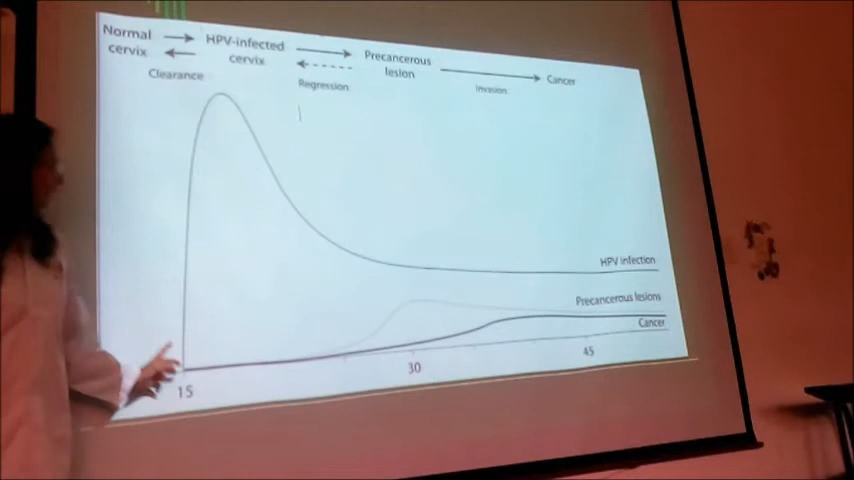 Normal
cervix
HPV-infected
cervix
Precancerous
lesion
Cancer
Clearance
Regression
Invasion
HPV infection
Precancerous lesions
Cancer
15
30
45